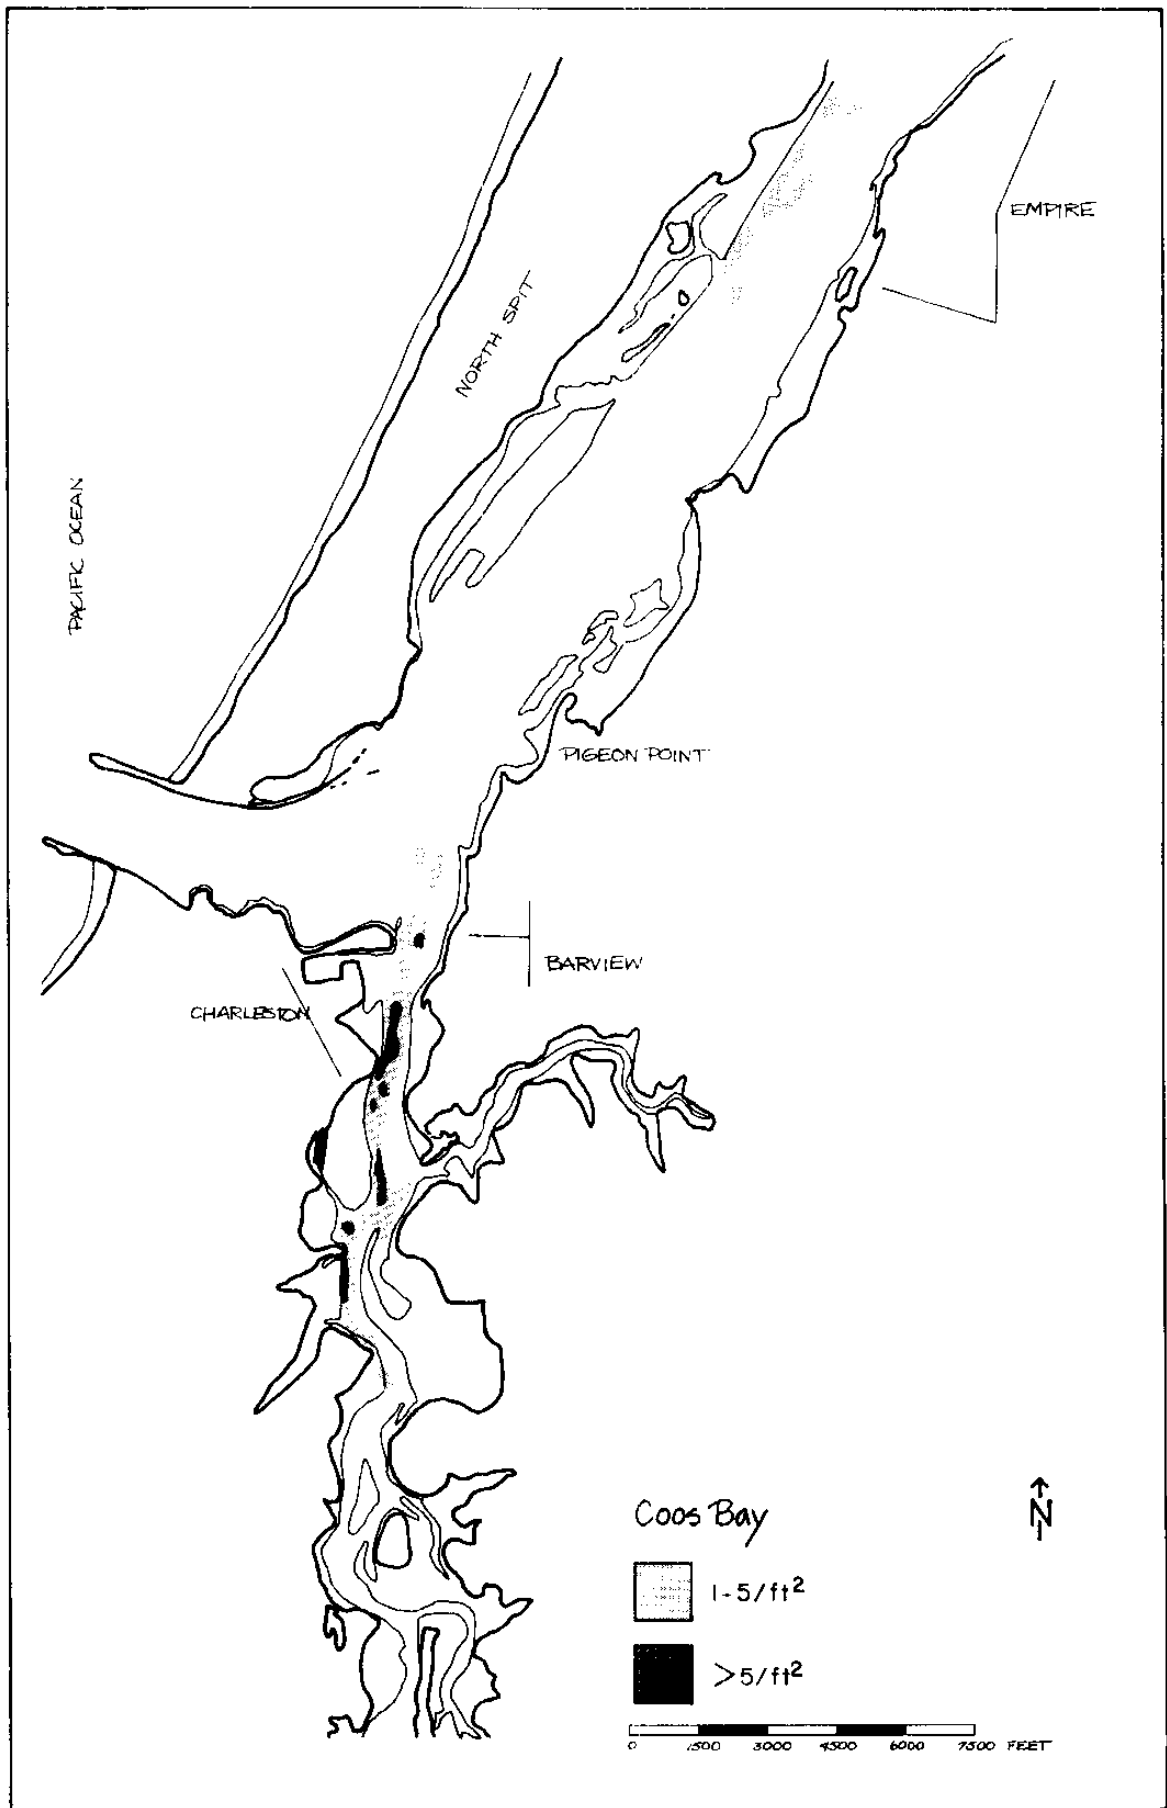 EMPIRE
NORTH SPIT
PACIFIC OCEAN
PIGEON POINT
BARVIEW
CHARLESTON
Coos Bay
N
1-5/ft²
>5/ft²
0 1500 3000 4500 6000 7500 FEET